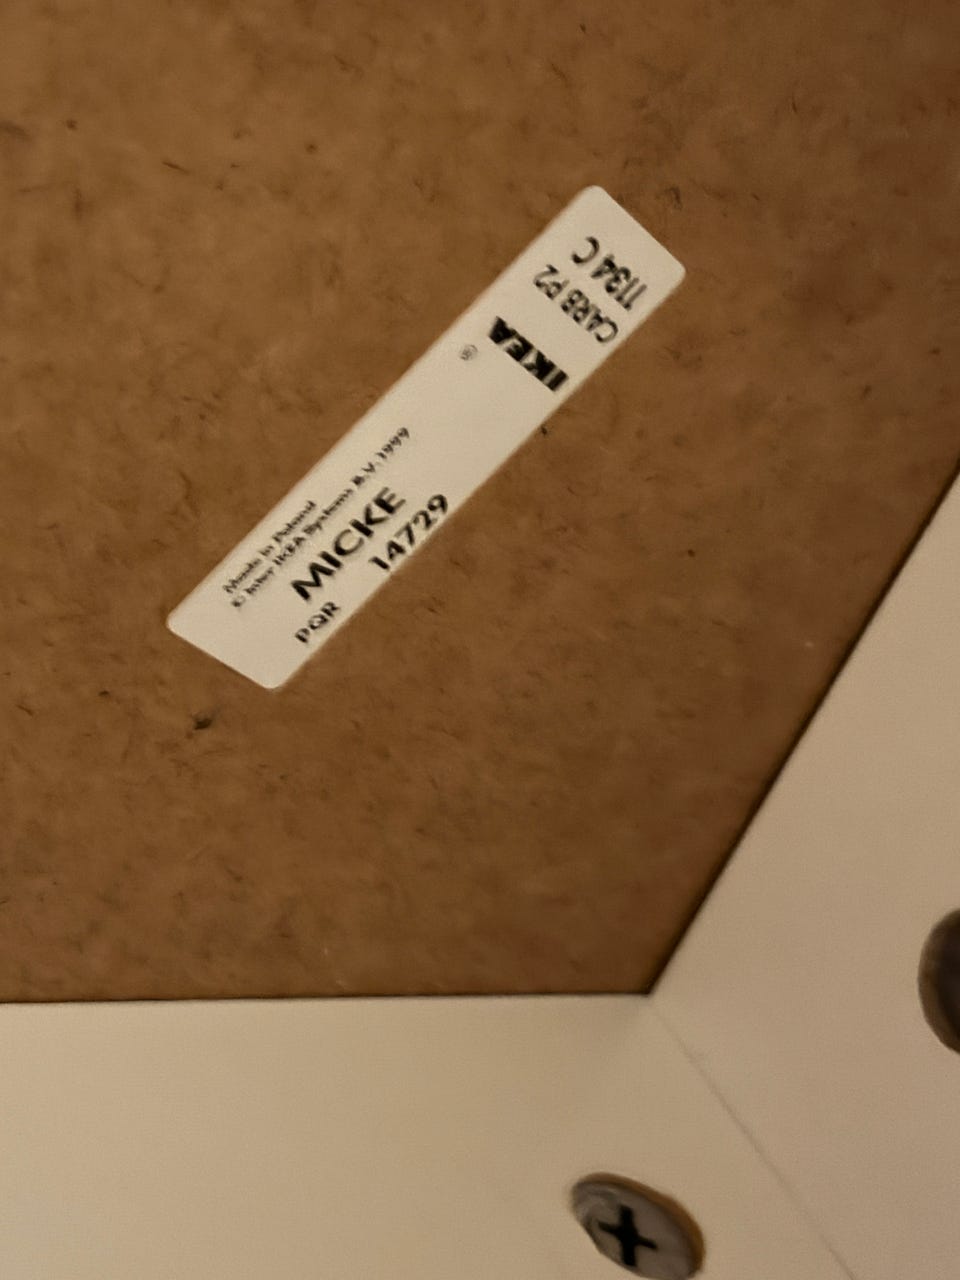 Made in Poland
© Inter IKEA Systems B.V. 1999
MICKE
PQR 14729
IKEA
®
CARB P2
1134 C